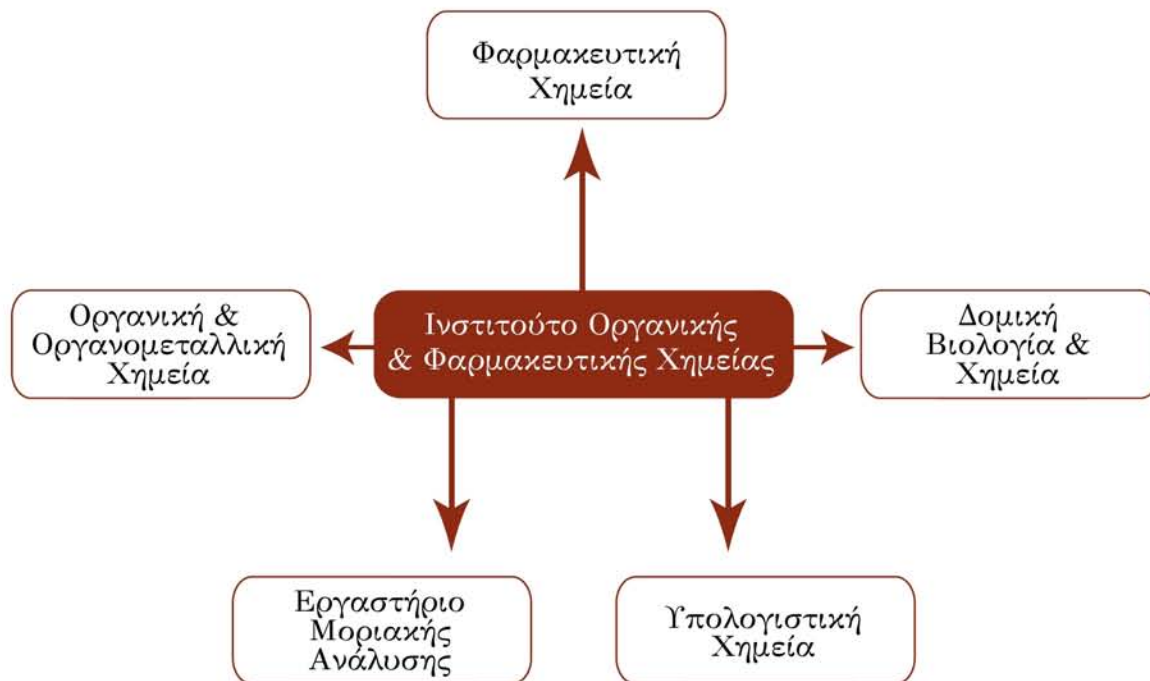 Φαρμακευτική
Χημεία
Οργανική &
Οργανομεταλλική
Χημεία
Ινστιτούτο Οργανικής
& Φαρμακευτικής Χημείας
Δομική
Βιολογία &
Χημεία
Εργαστήριο
Μοριακής
Ανάλυσης
Υπολογιστική
Χημεία